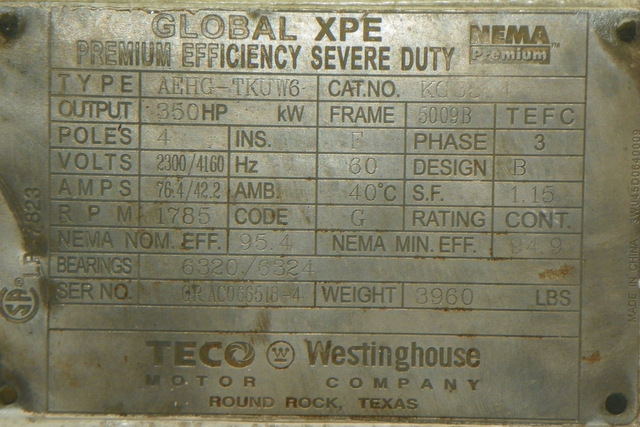 GLOBAL XPE
PREMIUM EFFICIENCY SEVERE DUTY
NEMA
Premium™
TYPE AEHG-TKUW6 CAT.NO.
OUTPUT 350HP kW FRAME 5009B TEFC
POLES 4 INS. F PHASE 3
VOLTS 2300/4160 Hz 60 DESIGN B
AMPS 76.4/42.2 AMB. 40°C S.F. 1.15
RPM 1785 CODE G RATING CONT.
NEMA NOM. EFF. 95.4 NEMA MIN. EFF. 94.9
BEARINGS 6320/6324
SER NO. WEIGHT 3960 LBS
TECO W Westinghouse
MOTOR COMPANY
ROUND ROCK, TEXAS
MADE IN CHINA